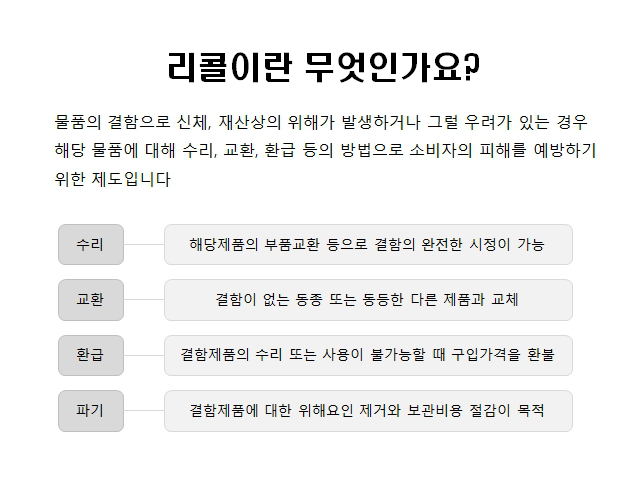 리콜이란 무엇인가요?
물품의 결함으로 신체, 재산상의 위해가 발생하거나 그럴 우려가 있는 경우
해당 물품에 대해 수리, 교환, 환급 등의 방법으로 소비자의 피해를 예방하기
위한 제도입니다
수리
해당제품의 부품교환 등으로 결함의 완전한 시정이 가능
교환
결함이 없는 동종 또는 동등한 다른 제품과 교체
환급
결함제품의 수리 또는 사용이 불가능할 때 구입가격을 환불
파기
결함제품에 대한 위해요인 제거와 보관비용 절감이 목적